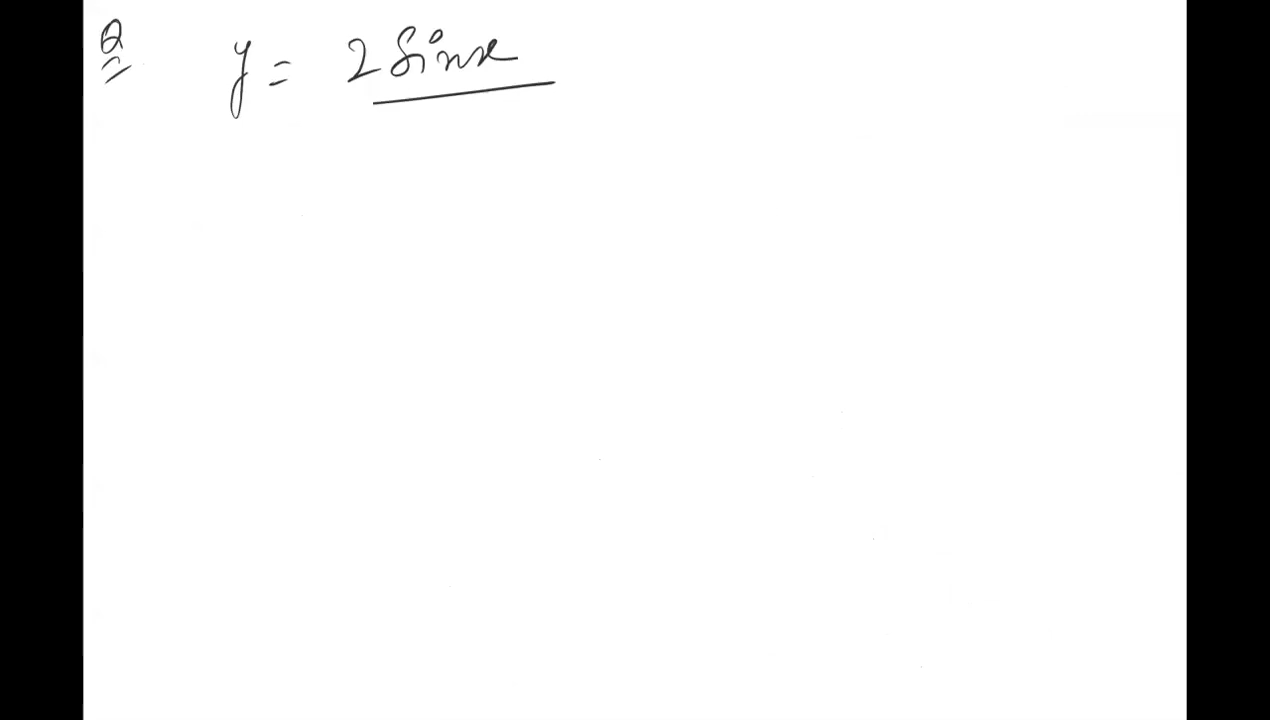 Q y = 2 Sinx